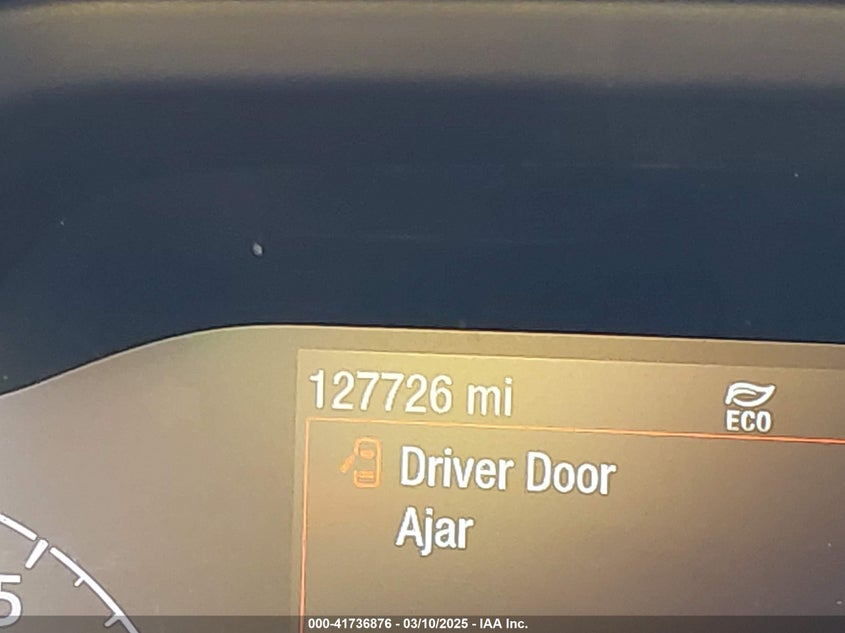 127726 mi
ECO
Driver Door
Ajar
5
000-41736876 - 03/10/2025 - IAA Inc.